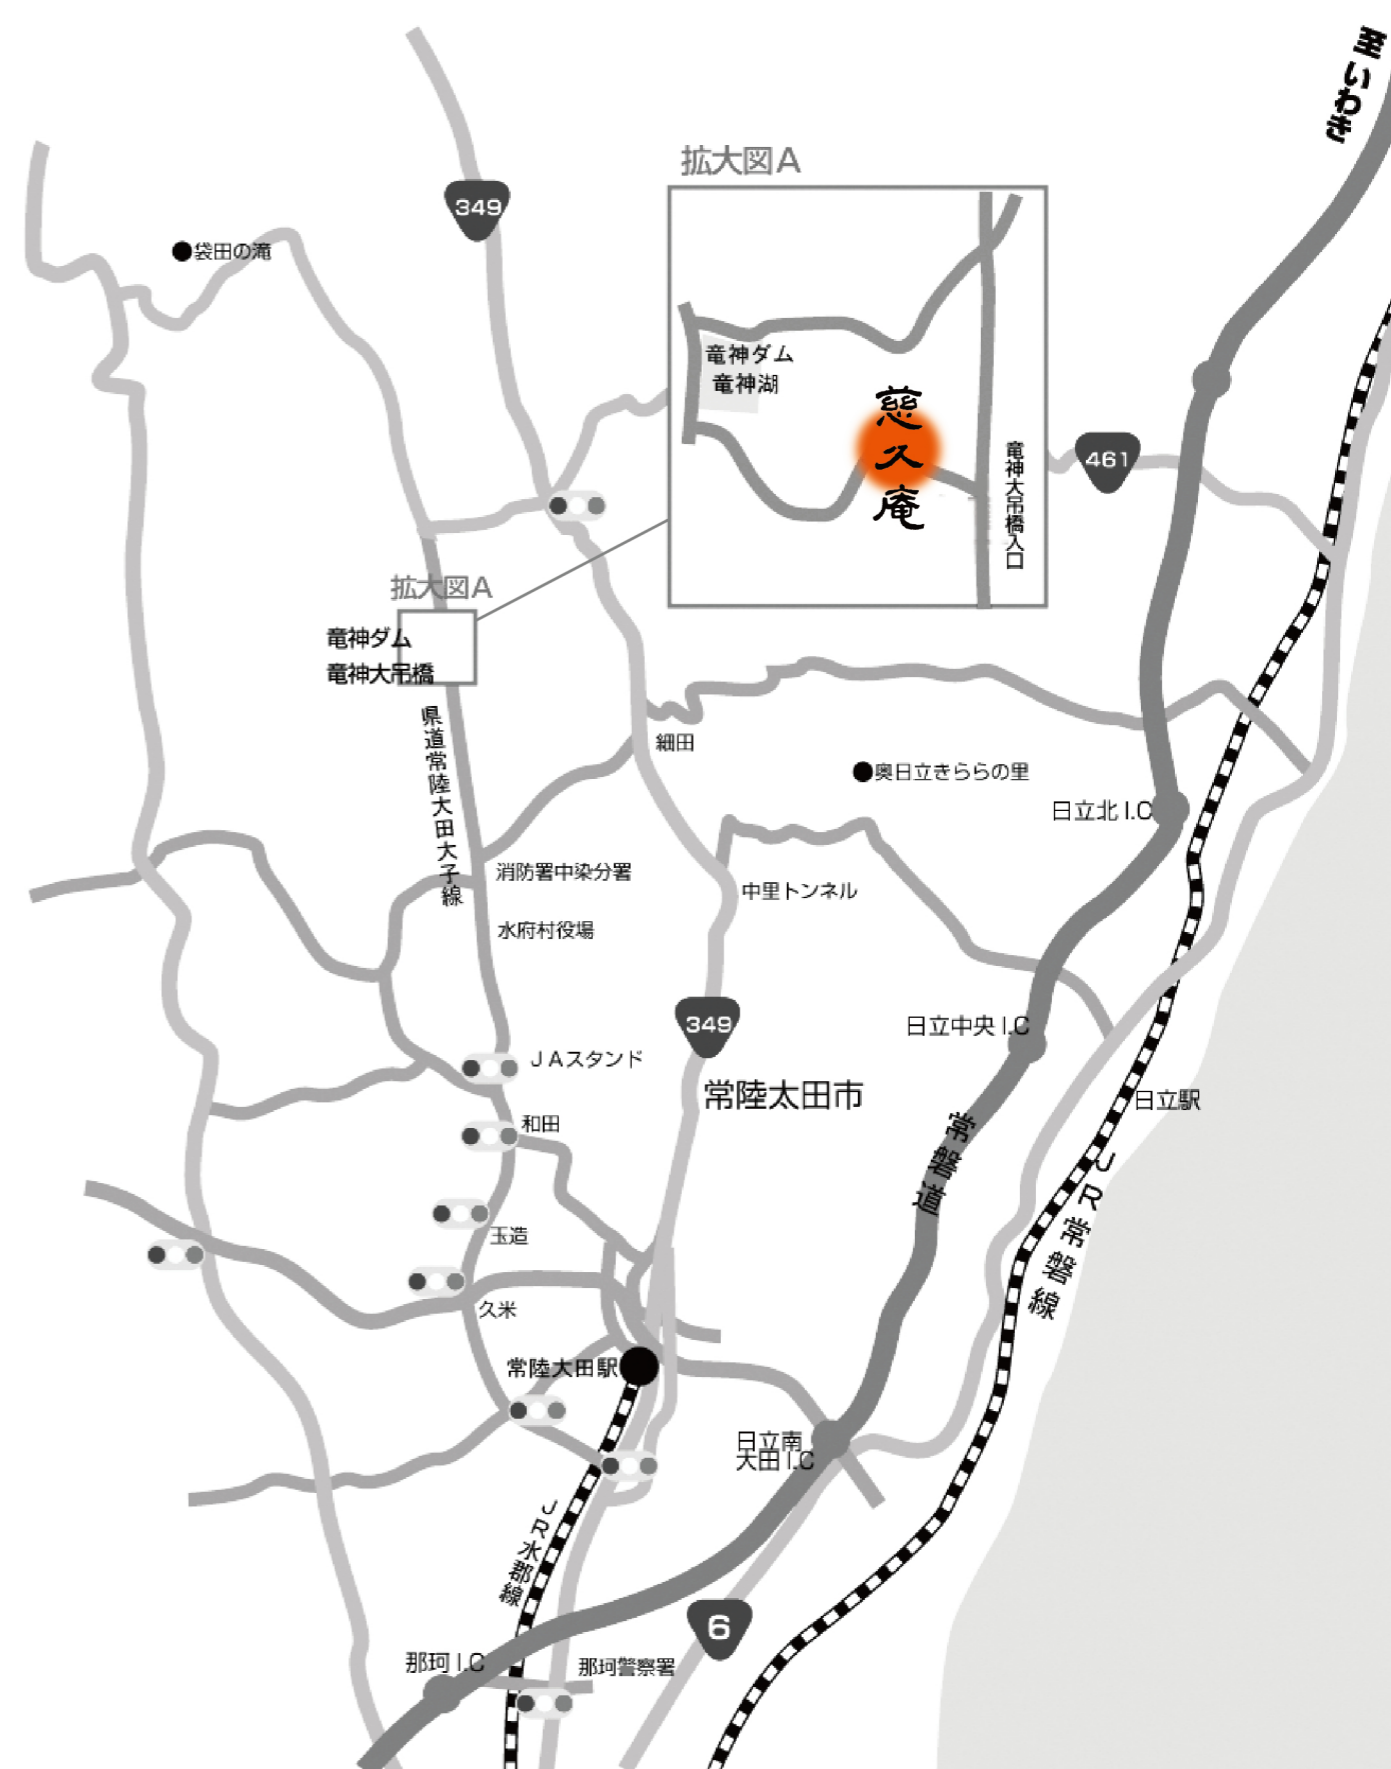 至いわき
拡大図A
349
袋田の滝
竜神ダム
竜神湖
慈久庵
竜神大吊橋入口
461
拡大図A
竜神ダム
竜神大吊橋
県道常陸大田大子線
細田
奥日立きららの里
日立北I.C
消防署中染分署
中里トンネル
水府村役場
349
日立中央I.C
JAスタンド
常陸太田市
日立駅
和田
常磐道
JR常磐線
玉造
久米
常陸大田駅
日立南
大田I.C
JR水郡線
6
那珂I.C
那珂警察署